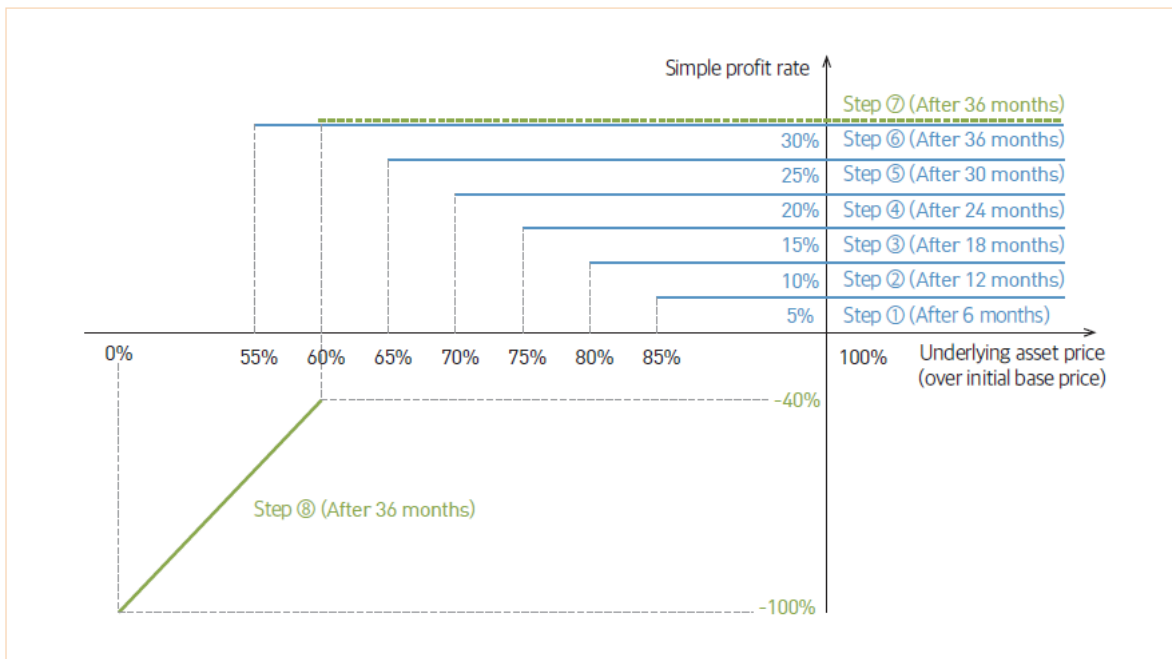 Simple profit rate
Step ⑦ (After 36 months)
30% Step ⑥ (After 36 months)
25% Step ⑤ (After 30 months)
20% Step ④ (After 24 months)
15% Step ③ (After 18 months)
10% Step ② (After 12 months)
5% Step ① (After 6 months)
0% 55% 60% 65% 70% 75% 80% 85% 100% Underlying asset price
(over initial base price)
-40%
Step ⑧ (After 36 months)
-100%